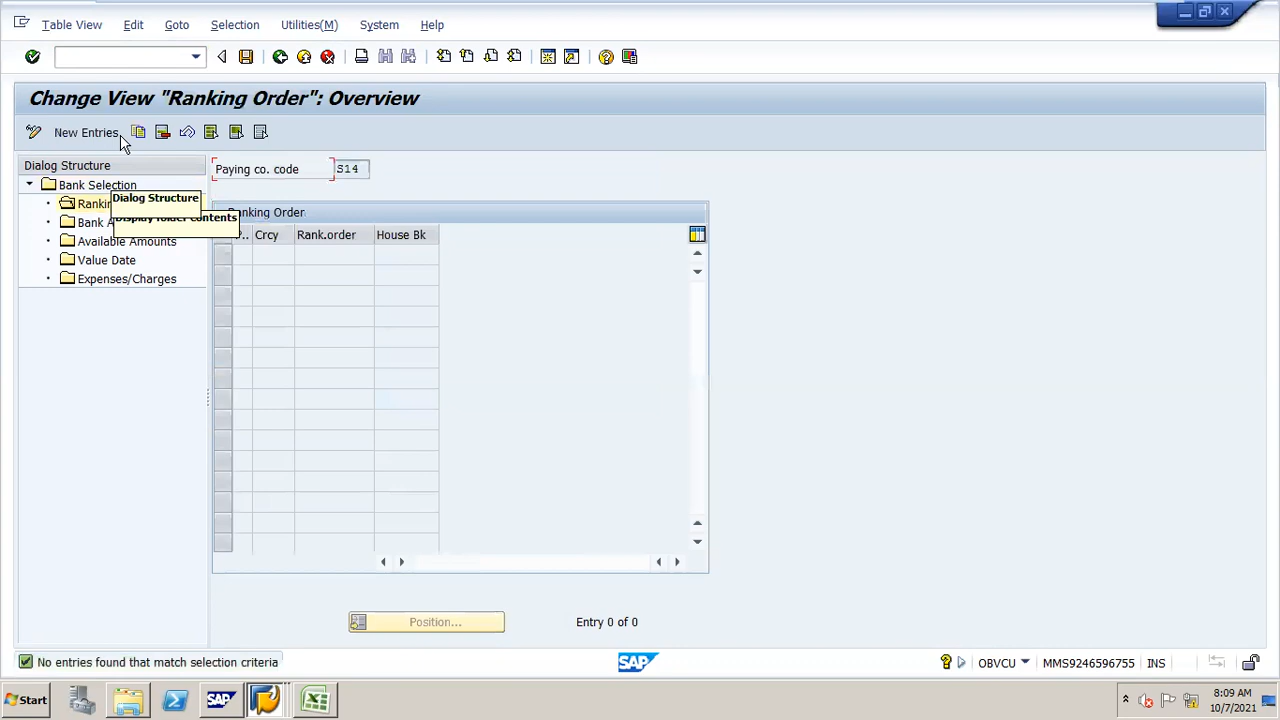 Table View Edit Goto Selection Utilities(M) System Help
Change View "Ranking Order": Overview
New Entries
Dialog Structure
Paying co. code S14
Bank Selection
Dialog Structure
Rankin
Ranking Order
Bank A
Display folder contents
Crcy Rank.order House Bk
Available Amounts
Value Date
Expenses/Charges
Position... Entry 0 of 0
No entries found that match selection criteria
SAP
OBVCU MMS9246596755 INS
Start SAP
8:09 AM
10/7/2021